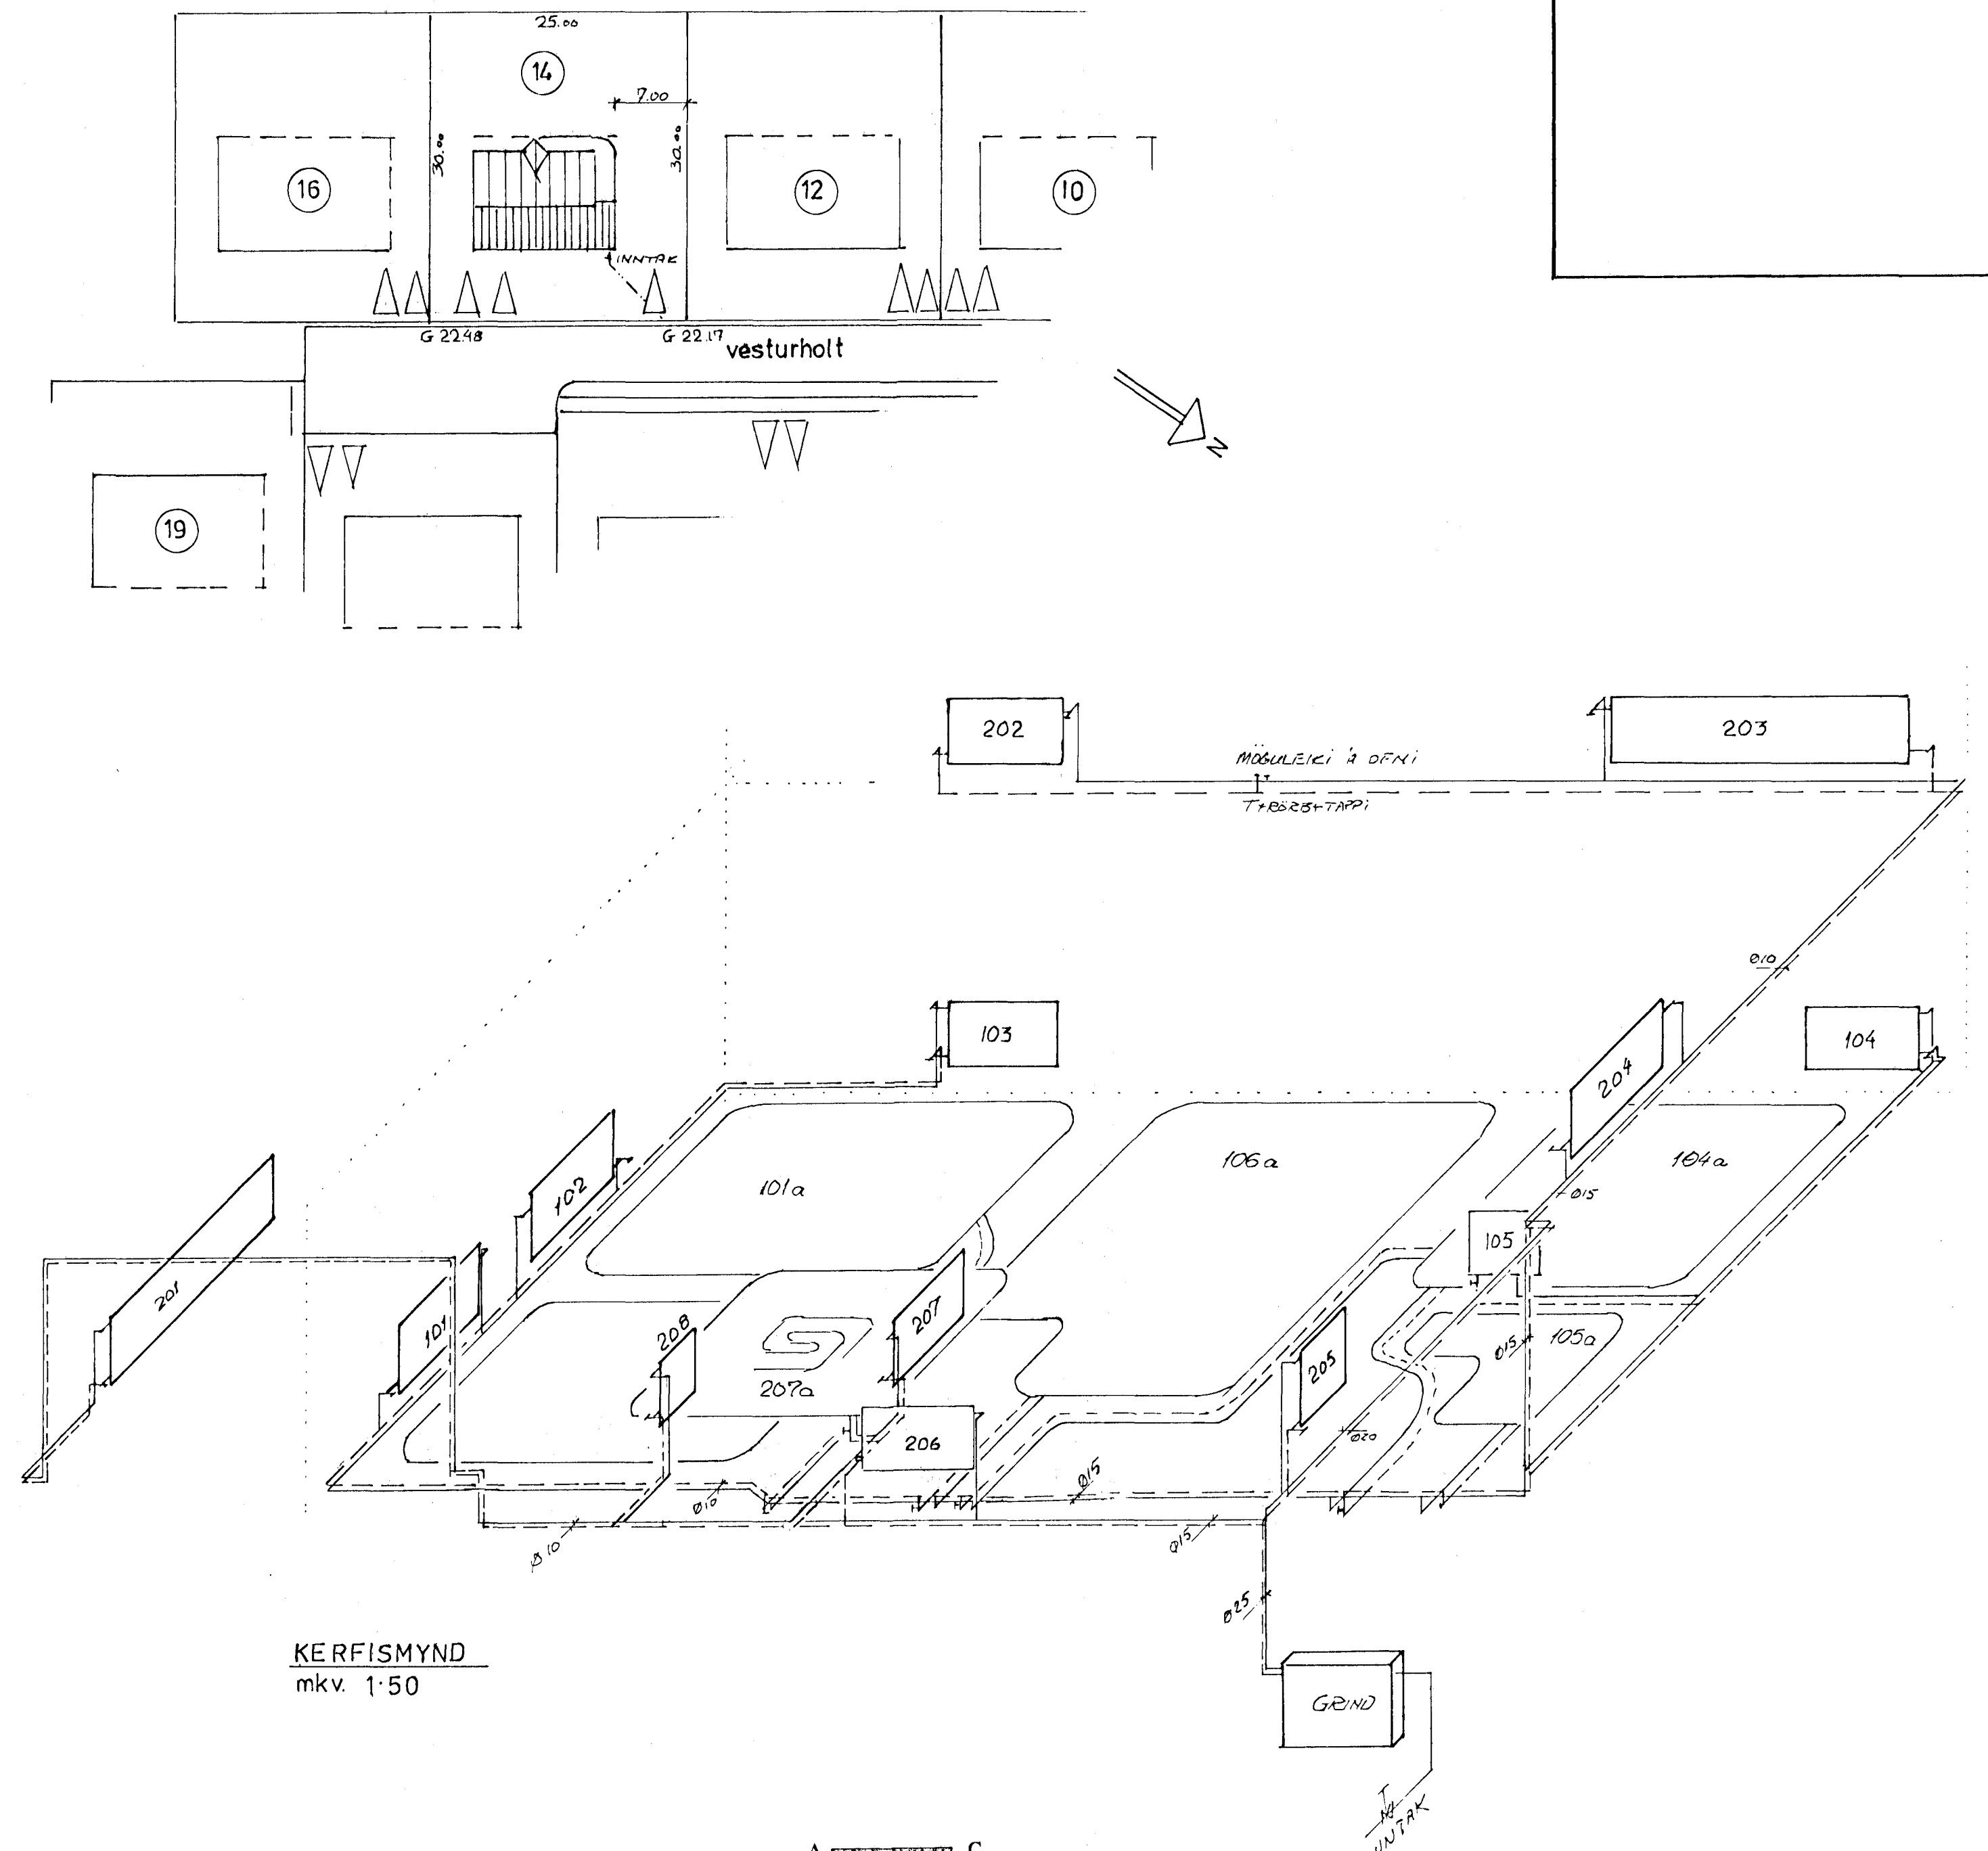 25.00
14
7.00
30.00
30.00
16
12
10
INNTAK
G 22.48
G 22.17
vesturholt
N
19
202
203
MÖGULEIKI Á OFNI
T+RÖRB+TAPPI
Ø10
103
204
104
102
101a
106a
104a
Ø15
105
201
101
208
207
205
Ø15
105a
207a
206
Ø20
Ø10
Ø15
Ø10
Ø15
Ø25
KERFISMYND
mkv. 1:50
GRIND
A
C